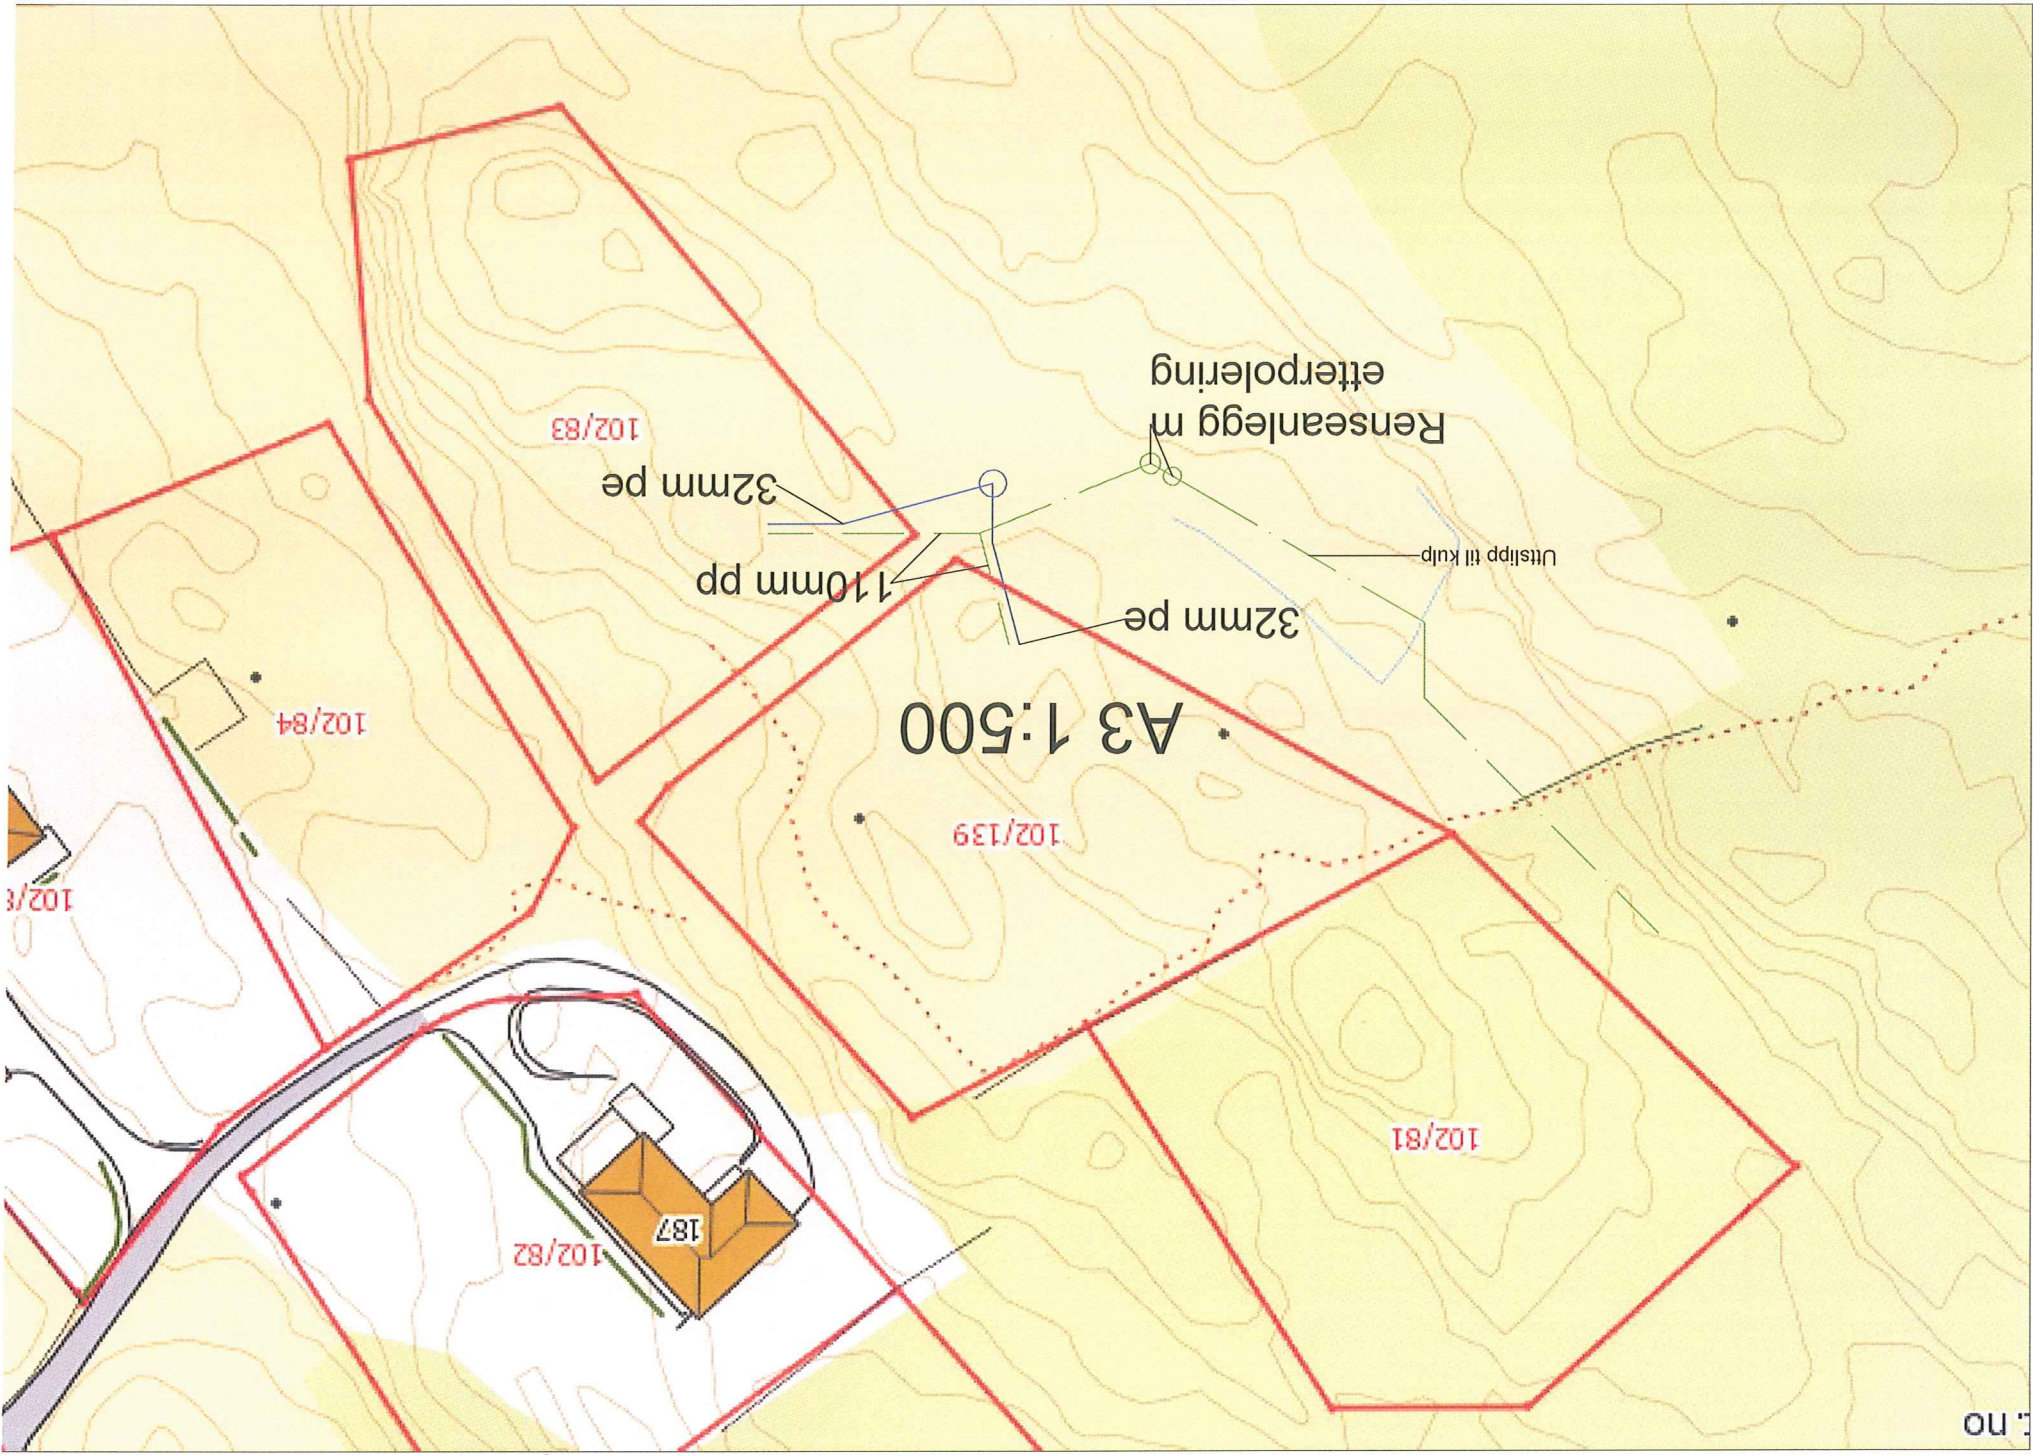 t.no
102/82
187
102/81
102/8
102/139
102/84
A3 1:500
32mm pe
110mm pp
Uttslipp til kulp
32mm pe
Renseanlegg m
etterpolering
102/83